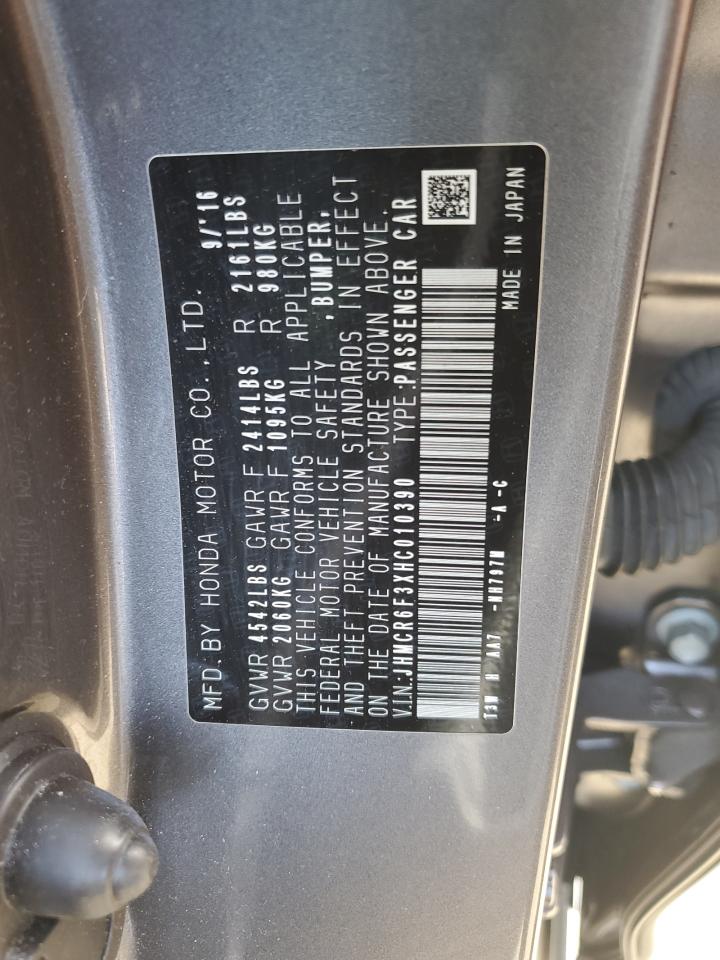 MFD. BY HONDA MOTOR CO., LTD. 9/'16
GVWR 4542LBS GAWR F 2414LBS R 2161LBS
GVWR 2060KG GAWR F 1095KG R 980KG
THIS VEHICLE CONFORMS TO ALL APPLICABLE
FEDERAL MOTOR VEHICLE SAFETY ,BUMPER,
AND THEFT PREVENTION STANDARDS IN EFFECT
ON THE DATE OF MANUFACTURE SHOWN ABOVE.
V.I.N:JHMCR6F3XHC010390 TYPE:PASSENGER CAR
T3W H AA7 -NH797M -A -C MADE IN JAPAN